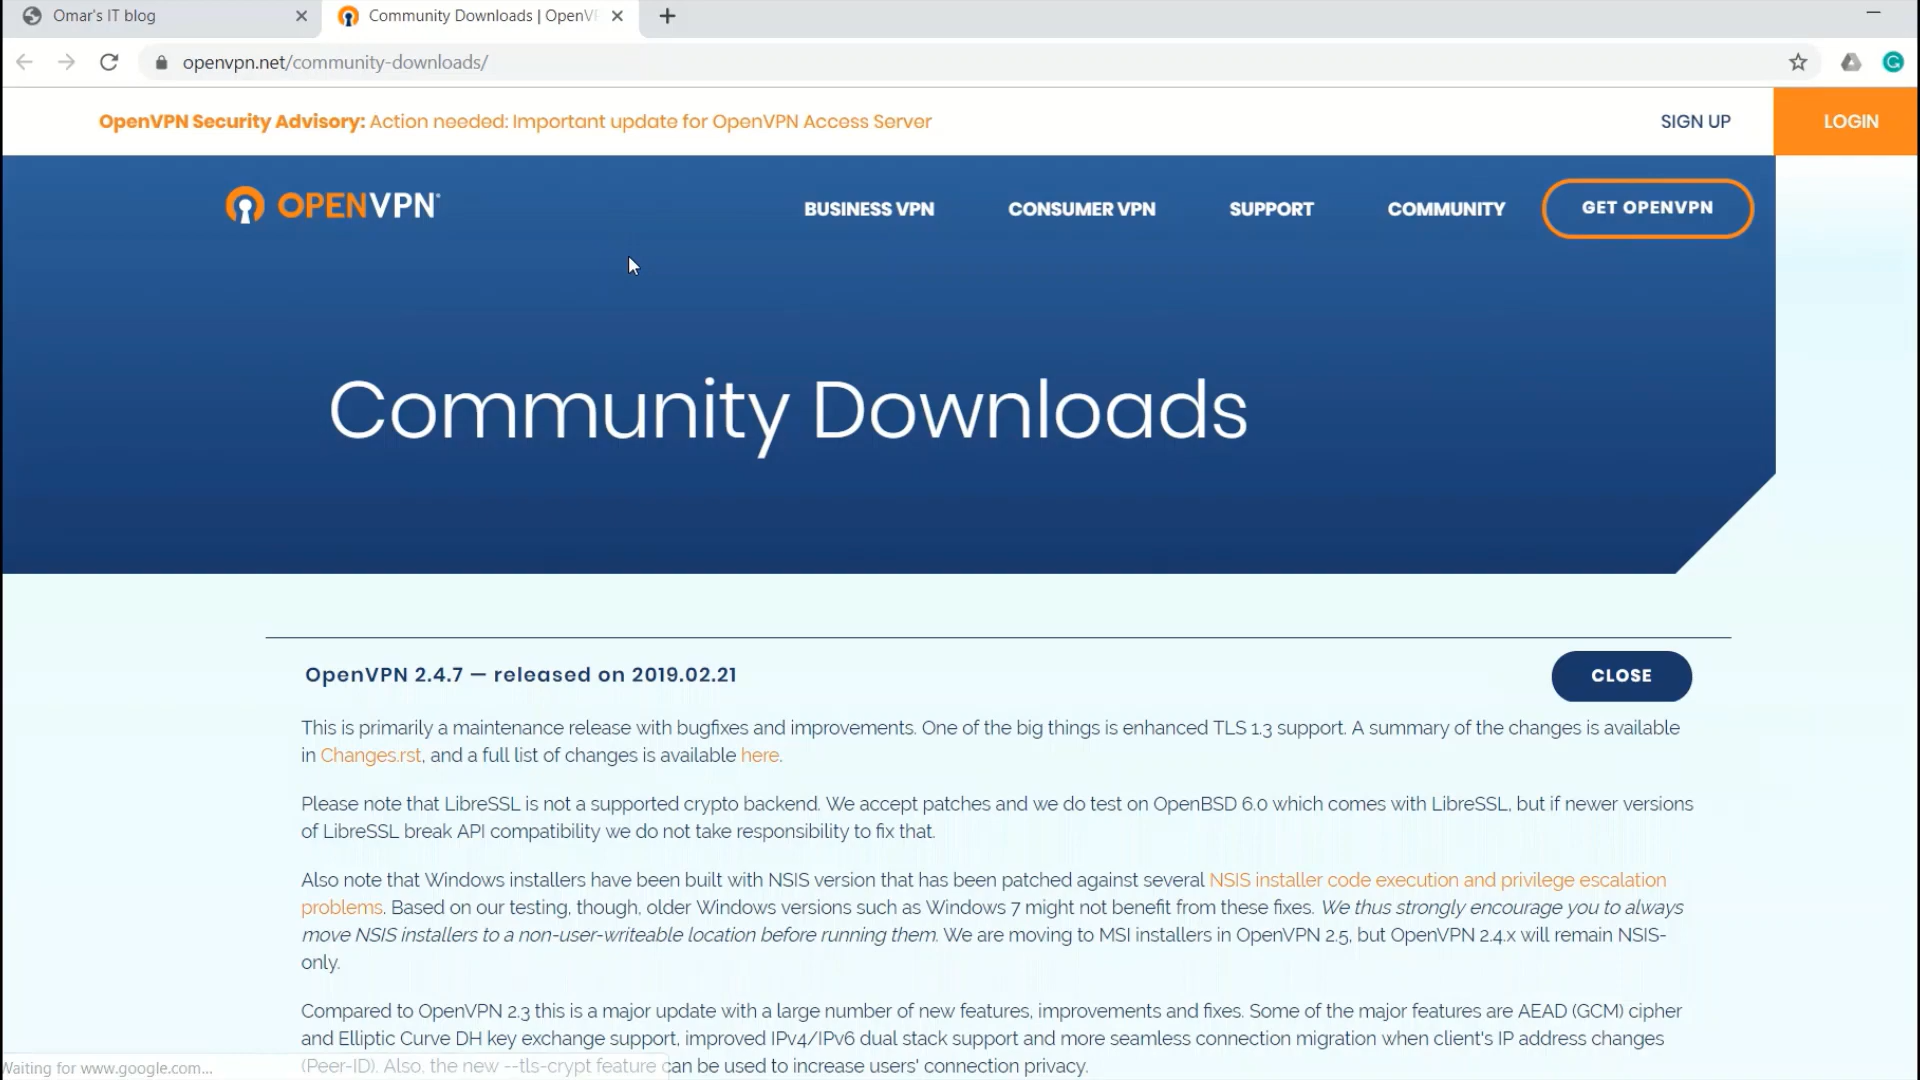 Omar's IT blog
Community Downloads | OpenV
openvpn.net/community-downloads/
OpenVPN Security Advisory: Action needed: Important update for OpenVPN Access Server
SIGN UP
LOGIN
OPENVPN
BUSINESS VPN
CONSUMER VPN
SUPPORT
COMMUNITY
GET OPENVPN
Community Downloads
OpenVPN 2.4.7 — released on 2019.02.21
CLOSE
This is primarily a maintenance release with bugfixes and improvements. One of the big things is enhanced TLS 1.3 support. A summary of the changes is available
in Changes.rst, and a full list of changes is available here.
Please note that LibreSSL is not a supported crypto backend. We accept patches and we do test on OpenBSD 6.0 which comes with LibreSSL, but if newer versions
of LibreSSL break API compatibility we do not take responsibility to fix that.
Also note that Windows installers have been built with NSIS version that has been patched against several NSIS installer code execution and privilege escalation
problems. Based on our testing, though, older Windows versions such as Windows 7 might not benefit from these fixes. We thus strongly encourage you to always
move NSIS installers to a non-user-writeable location before running them. We are moving to MSI installers in OpenVPN 2.5, but OpenVPN 2.4.x will remain NSIS-
only.
Compared to OpenVPN 2.3 this is a major update with a large number of new features, improvements and fixes. Some of the major features are AEAD (GCM) cipher
and Elliptic Curve DH key exchange support, improved IPv4/IPv6 dual stack support and more seamless connection migration when client's IP address changes
(Peer-ID). Also, the new --tls-crypt feature can be used to increase users' connection privacy.
Waiting for www.google.com...